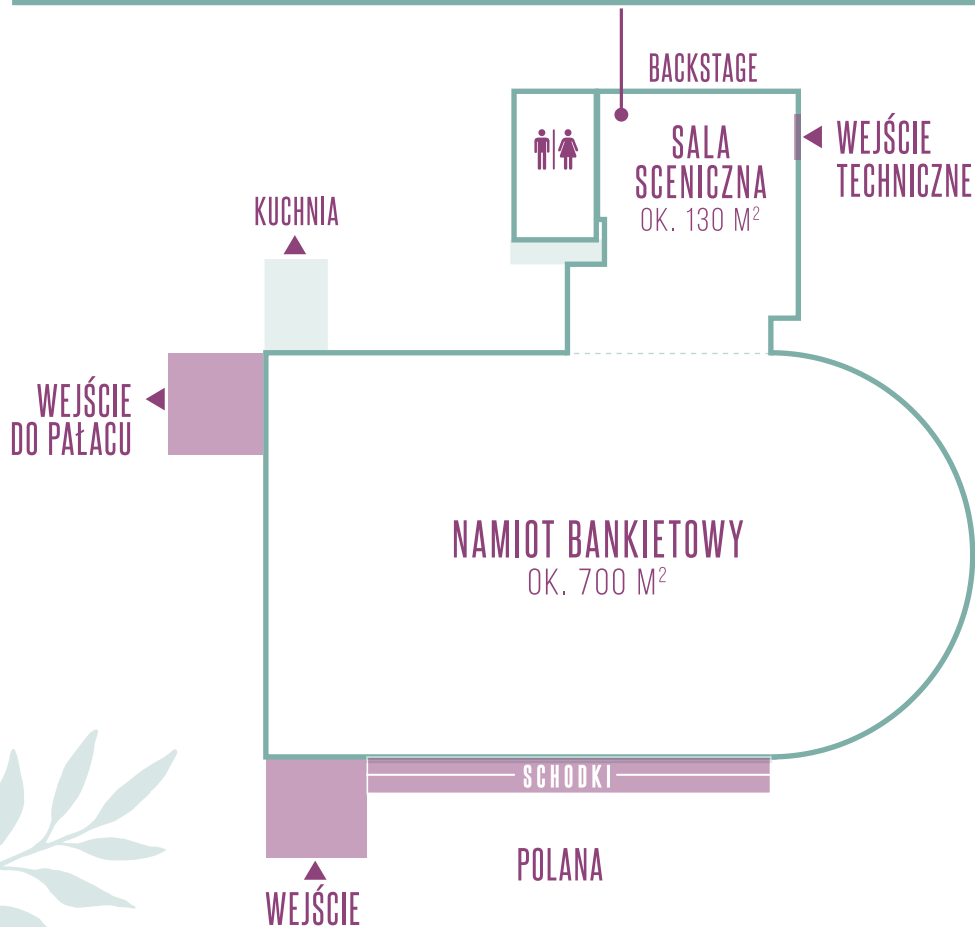 BACKSTAGE
SALA
SCENICZNA
OK. 130 M²
WEJŚCIE
TECHNICZNE
KUCHNIA
WEJŚCIE
DO PAŁACU
NAMIOT BANKIETOWY
OK. 700 M²
SCHODKI
POLANA
WEJŚCIE